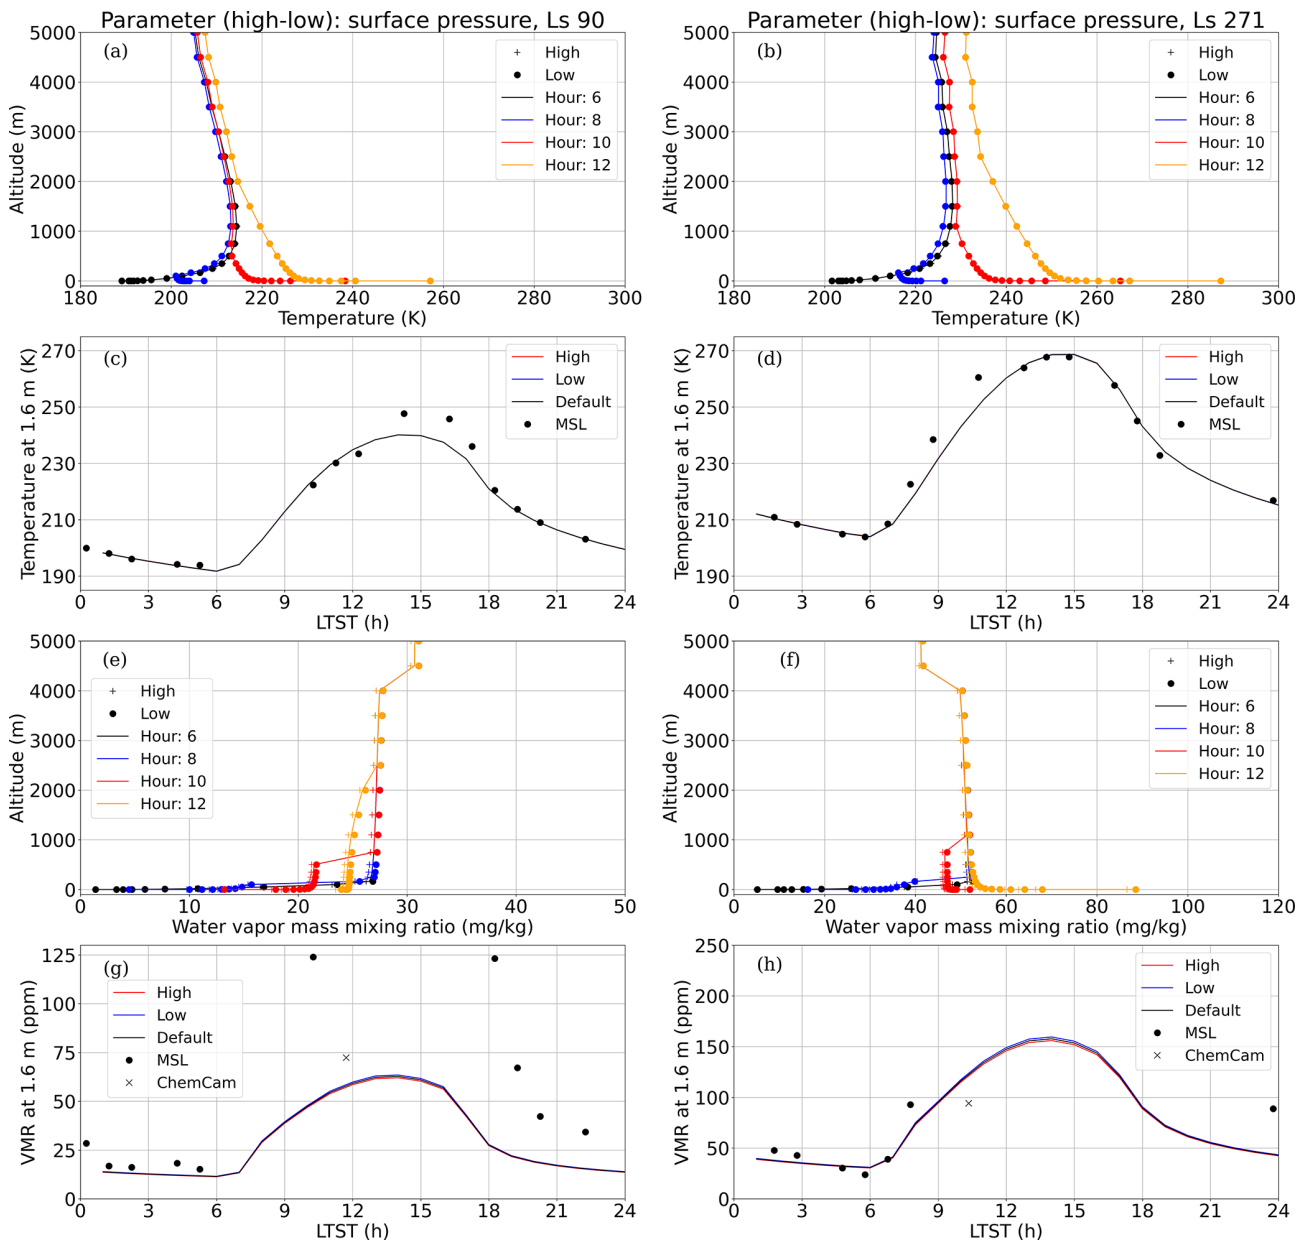 Parameter (high-low): surface pressure, Ls 90
5000
4000
3000
2000
1000
0
Altitude (m)
(a)
High
Low
Hour: 6
Hour: 8
Hour: 10
Hour: 12
180 200 220 240 260 280 300
Temperature (K)
Parameter (high-low): surface pressure, Ls 271
5000
4000
3000
2000
1000
0
Altitude (m)
(b)
High
Low
Hour: 6
Hour: 8
Hour: 10
Hour: 12
180 200 220 240 260 280 300
Temperature (K)
270
250
230
210
190
Temperature at 1.6 m (K)
(c)
High
Low
Default
MSL
0 3 6 9 12 15 18 21 24
LTST (h)
270
250
230
210
190
Temperature at 1.6 m (K)
(d)
High
Low
Default
MSL
0 3 6 9 12 15 18 21 24
LTST (h)
5000
4000
3000
2000
1000
0
Altitude (m)
(e)
High
Low
Hour: 6
Hour: 8
Hour: 10
Hour: 12
0 10 20 30 40 50
Water vapor mass mixing ratio (mg/kg)
5000
4000
3000
2000
1000
0
Altitude (m)
(f)
High
Low
Hour: 6
Hour: 8
Hour: 10
Hour: 12
0 20 40 60 80 100 120
Water vapor mass mixing ratio (mg/kg)
125
100
75
50
25
0
VMR at 1.6 m (ppm)
(g)
High
Low
Default
MSL
ChemCam
0 3 6 9 12 15 18 21 24
LTST (h)
250
200
150
100
50
0
VMR at 1.6 m (ppm)
(h)
High
Low
Default
MSL
ChemCam
0 3 6 9 12 15 18 21 24
LTST (h)